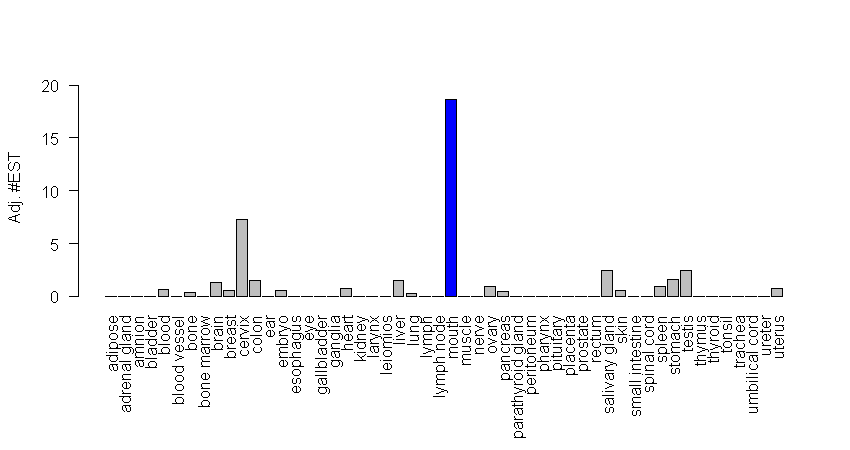 20
15
10
5
0
Adj. #EST
adipose
adrenal gland
amnion
bladder
blood
blood vessel
bone
bone marrow
brain
breast
cervix
colon
ear
embryo
esophagus
eye
gallbladder
ganglia
heart
kidney
larynx
leiomios
liver
lung
lymph
lymph node
mouth
muscle
nerve
ovary
pancreas
parathyroid gland
peritoneum
pharynx
pituitary
placenta
prostate
rectum
salivary gland
skin
small intestine
spinal cord
spleen
stomach
testis
thymus
thyroid
tonsil
trachea
umbilical cord
ureter
uterus